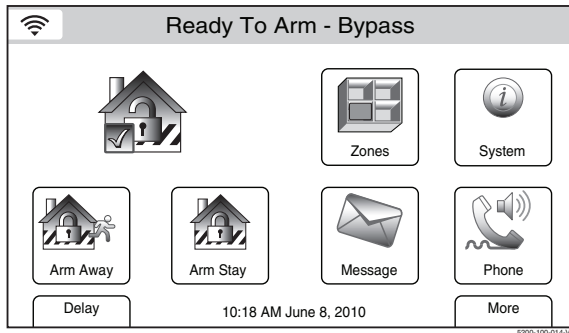 Ready To Arm - Bypass
Zones
System
Arm Away
Arm Stay
Message
Phone
Delay
10:18 AM June 8, 2010
More